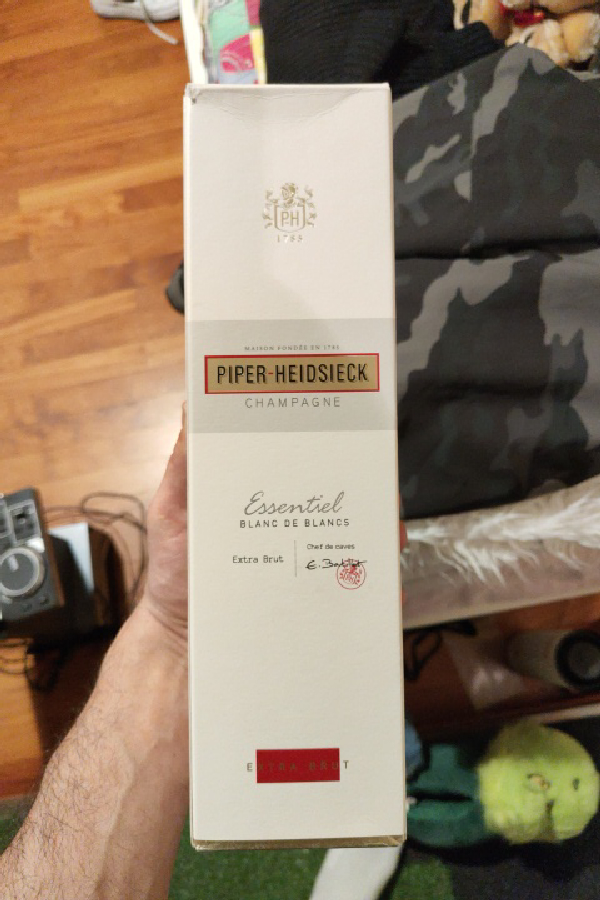 PH
1785
MAISON FONDÉE EN 1785
PIPER-HEIDSIECK
CHAMPAGNE
Essentiel
BLANC DE BLANCS
Extra Brut
Chef de caves
EXTRA BRUT